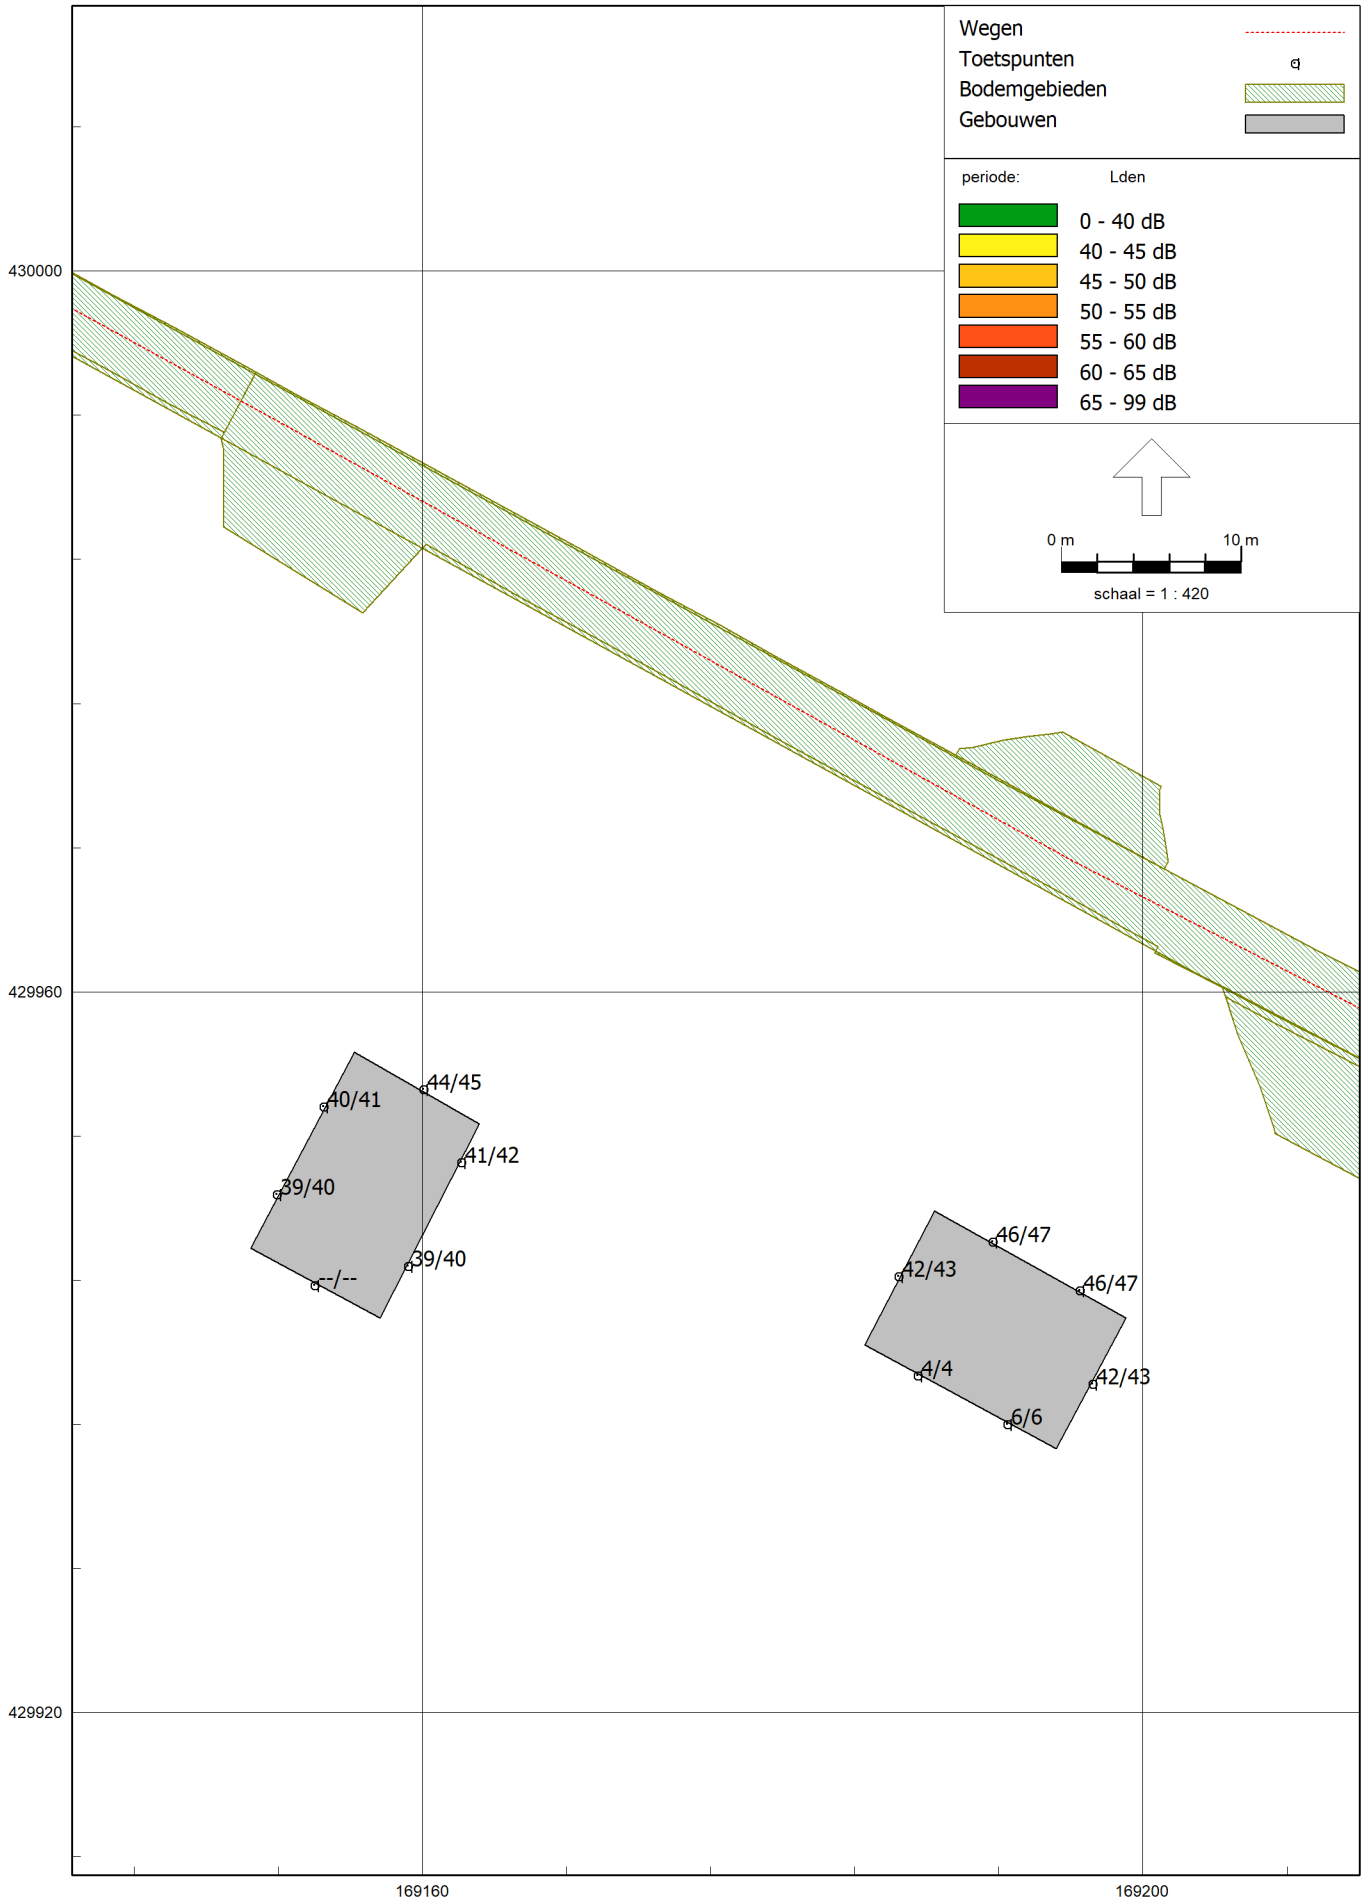 Wegen
Toetspunten
Bodemgebieden
Gebouwen
periode: Lden
0 - 40 dB
40 - 45 dB
45 - 50 dB
50 - 55 dB
55 - 60 dB
60 - 65 dB
65 - 99 dB
430000
0 m 10 m
schaal = 1 : 420
429960
44/45
40/41
41/42
39/40
46/47
39/40
42/43
--/--
46/47
4/4
42/43
6/6
429920
169160 169200